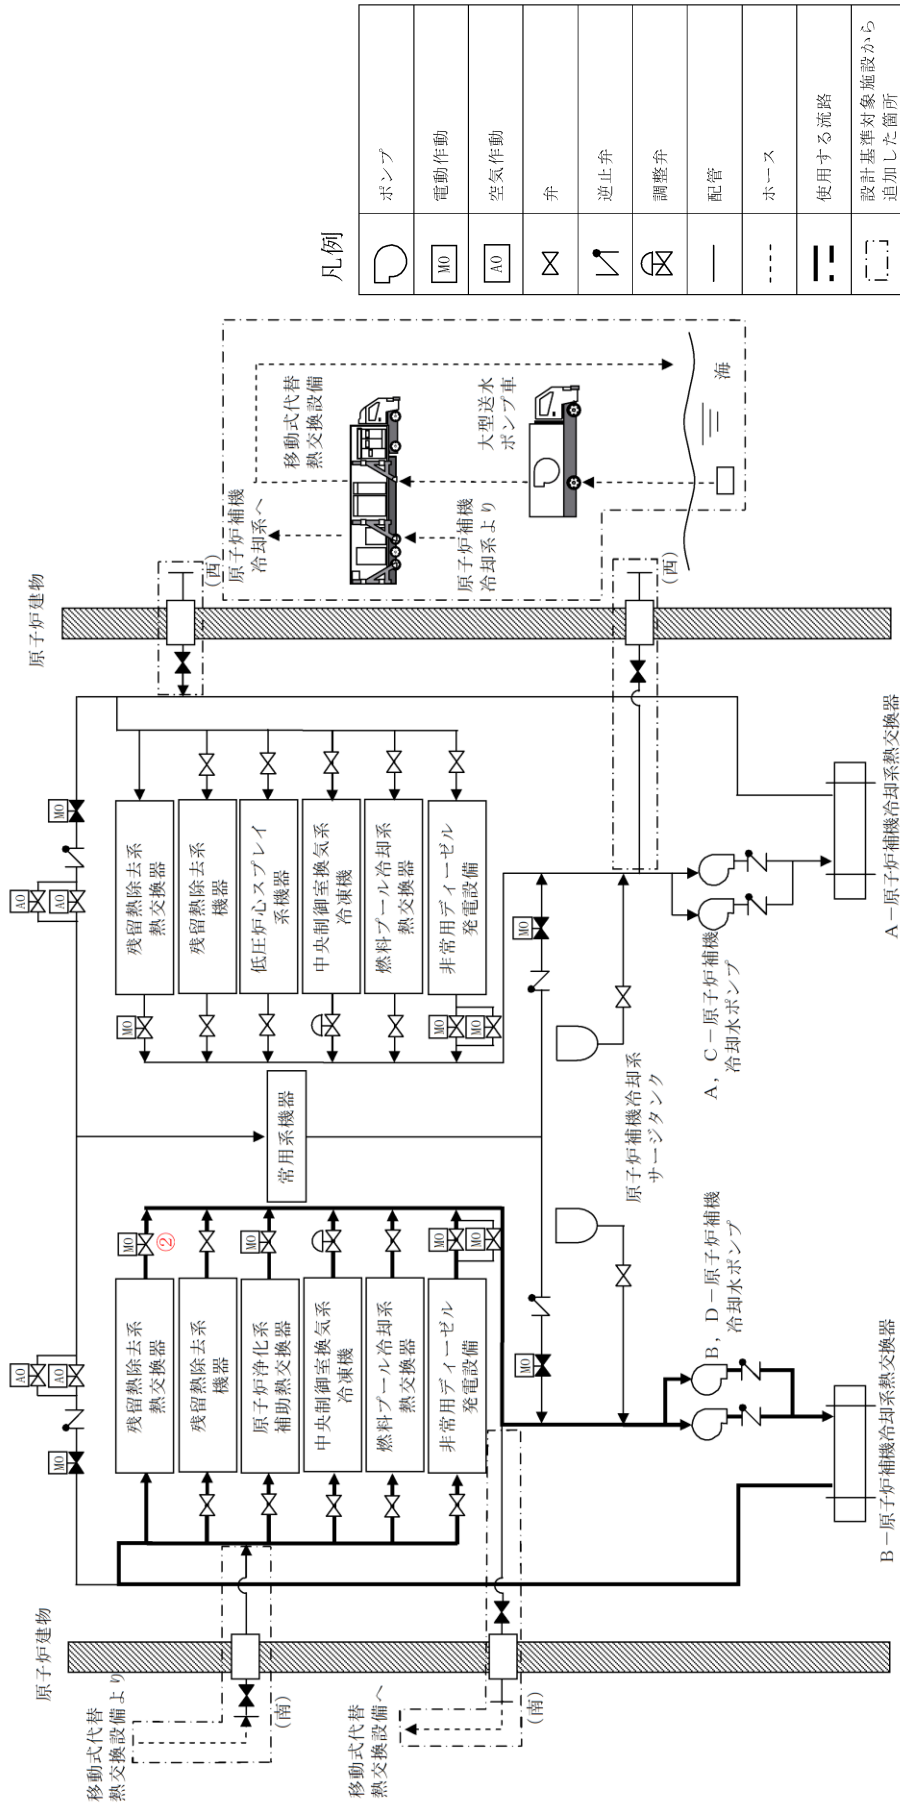 原子炉建物
移動式代替
熱交換設備より
(南)
移動式代替
熱交換設備へ
(南)
MO
AO
AO
残留熱除去系
熱交換器
残留熱除去系
機器
原子炉浄化系
補助熱交換器
中央制御室換気系
冷凍機
燃料プール冷却系
熱交換器
非常用ディーゼル
発電設備
MO
②
MO
MO
MO
MO
常用系機器
B,D-原子炉補機
冷却水ポンプ
B-原子炉補機冷却系熱交換器
原子炉補機冷却系
サージタンク
AO
AO
MO
MO
MO
MO
MO
残留熱除去系
熱交換器
残留熱除去系
機器
低圧炉心スプレイ
系機器
中央制御室換気系
冷凍機
燃料プール冷却系
熱交換器
非常用ディーゼル
発電設備
A,C-原子炉補機
冷却水ポンプ
A-原子炉補機冷却系熱交換器
原子炉建物
(西)
(西)
原子炉補機
冷却系へ
移動式代替
熱交換設備
原子炉補機
冷却系より
大型送水
ポンプ車
海
凡例
ポンプ
MO
電動作動
AO
空気作動
弁
逆止弁
調整弁
配管
ホース
使用する流路
設計基準対象施設から
追加した箇所